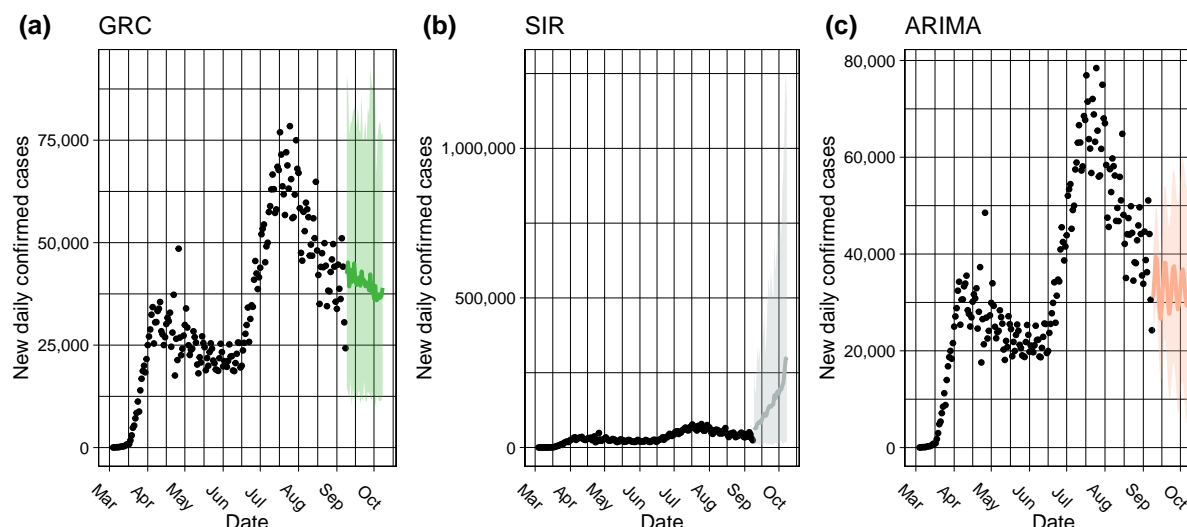 (a) GRC
New daily confirmed cases
75,000
50,000
25,000
0
Mar Apr May Jun Jul Aug Sep Oct
Date
(b) SIR
New daily confirmed cases
1,000,000
500,000
0
Mar Apr May Jun Jul Aug Sep Oct
Date
(c) ARIMA
New daily confirmed cases
80,000
60,000
40,000
20,000
0
Mar Apr May Jun Jul Aug Sep Oct
Date